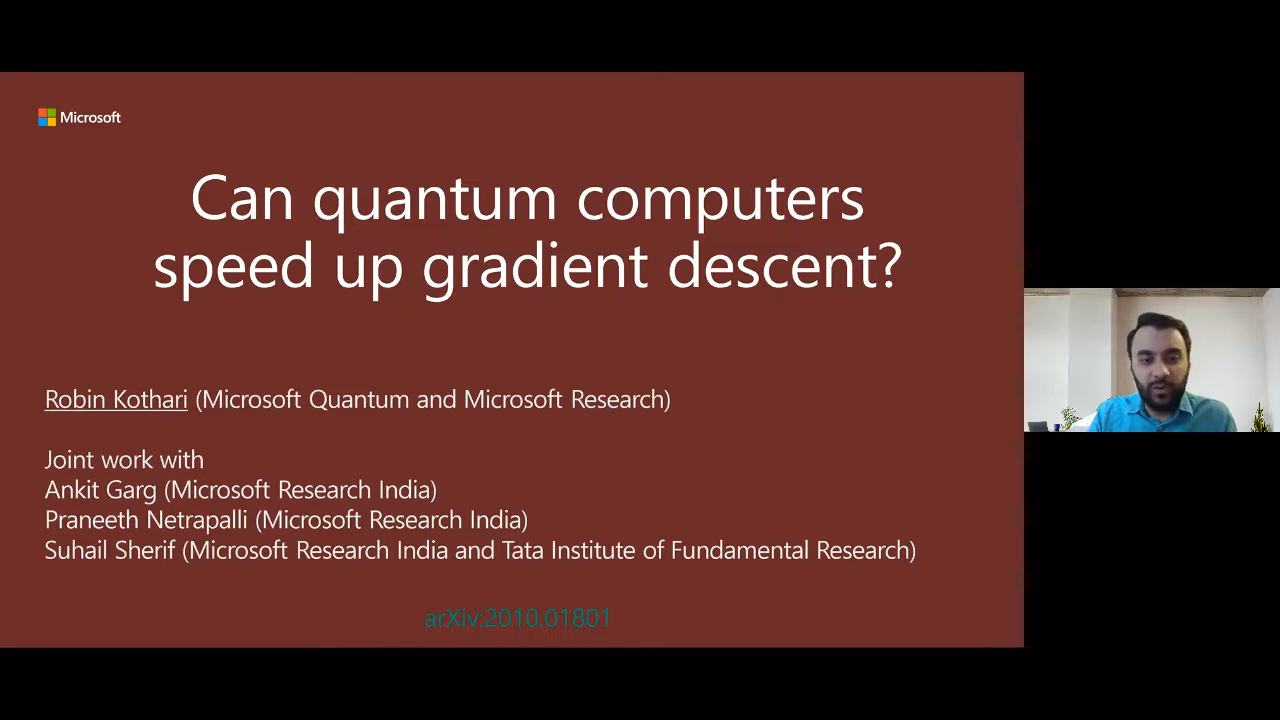 Microsoft
Can quantum computers
speed up gradient descent?
Robin Kothari (Microsoft Quantum and Microsoft Research)
Joint work with
Ankit Garg (Microsoft Research India)
Praneeth Netrapalli (Microsoft Research India)
Suhail Sherif (Microsoft Research India and Tata Institute of Fundamental Research)
arXiv:2010.01801